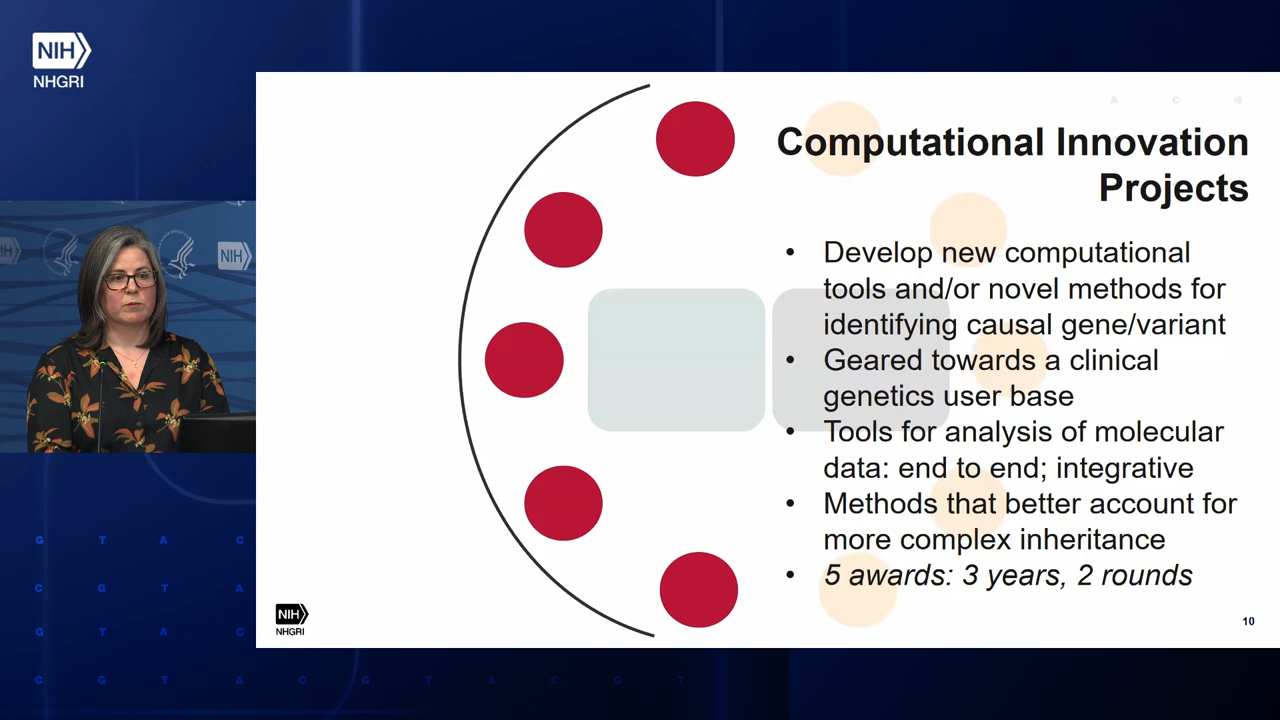 NIH
NHGRI
A C G
Computational Innovation
Projects
• Develop new computational
tools and/or novel methods for
identifying causal gene/variant
• Geared towards a clinical
genetics user base
• Tools for analysis of molecular
data: end to end; integrative
• Methods that better account for
more complex inheritance
• 5 awards: 3 years, 2 rounds
NIH
NHGRI
10
NIH
G T A C
C G T A
G T A C
C G T A C G T A C G T